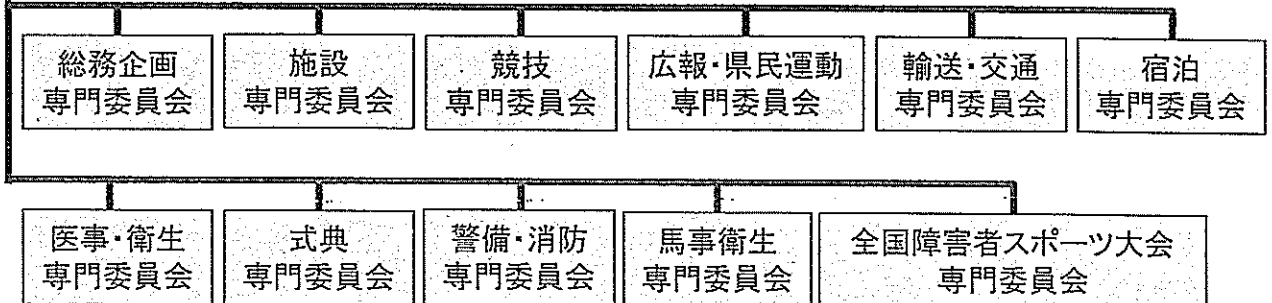 総務企画
専門委員会
施設
専門委員会
競技
専門委員会
広報・県民運動
専門委員会
輸送・交通
専門委員会
宿泊
専門委員会
医事・衛生
専門委員会
式典
専門委員会
警備・消防
専門委員会
馬事衛生
専門委員会
全国障害者スポーツ大会
専門委員会